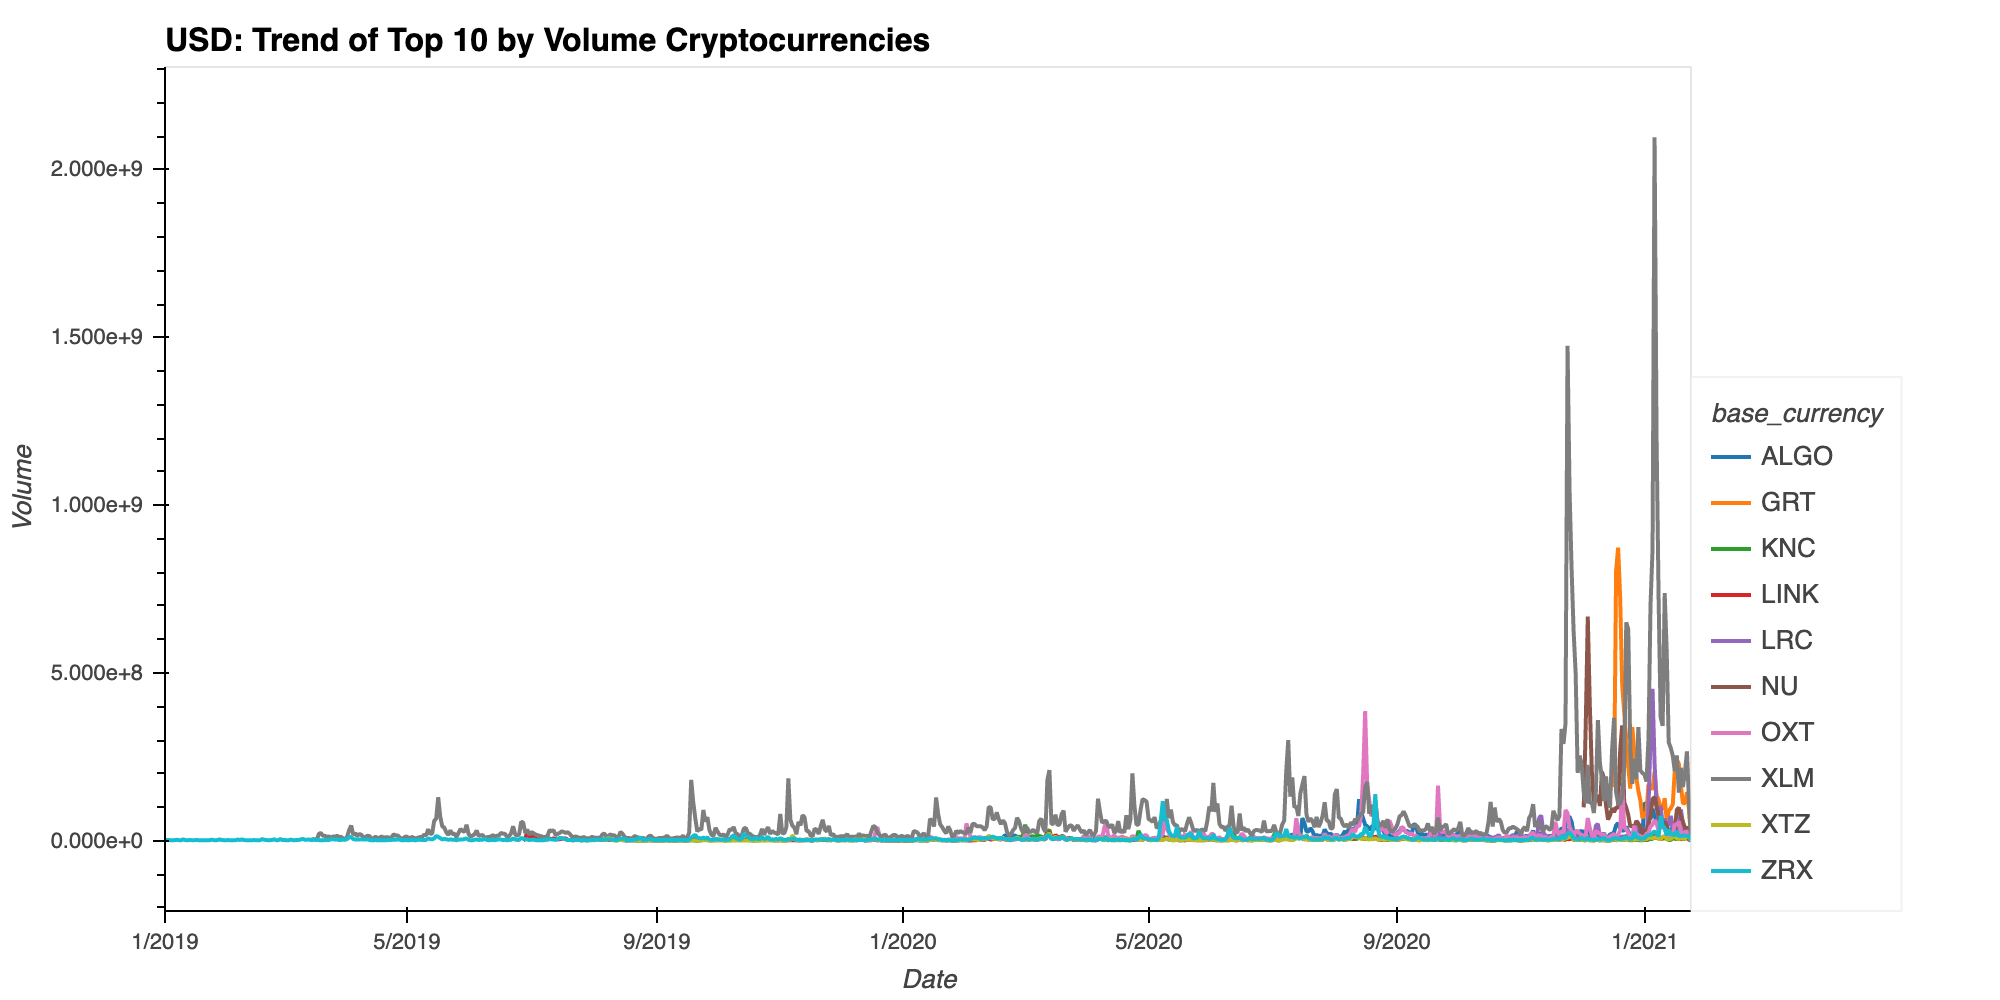 USD: Trend of Top 10 by Volume Cryptocurrencies
Volume
2.000e+9
1.500e+9
1.000e+9
5.000e+8
0.000e+0
1/2019 5/2019 9/2019 1/2020 5/2020 9/2020 1/2021
Date
base_currency
ALGO
GRT
KNC
LINK
LRC
NU
OXT
XLM
XTZ
ZRX